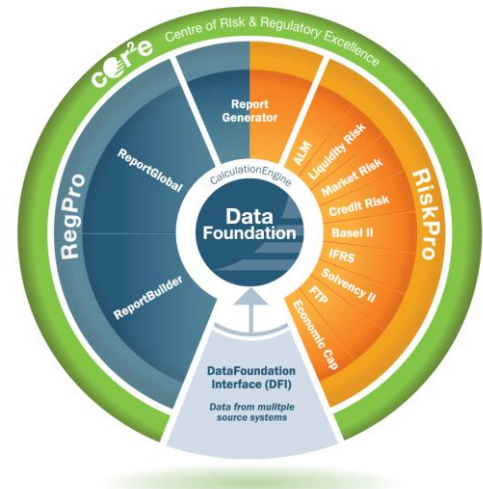 cor²e Centre of Risk & Regulatory Excellence
RegPro
ReportGlobal
ReportBuilder
Report
Generator
RiskPro
ALM
Liquidity Risk
Market Risk
Credit Risk
Basel II
IFRS
Solvency II
FTP
Economic Cap
CalculationEngine
Data
Foundation
DataFoundation
Interface (DFI)
Data from mulitple
source systems